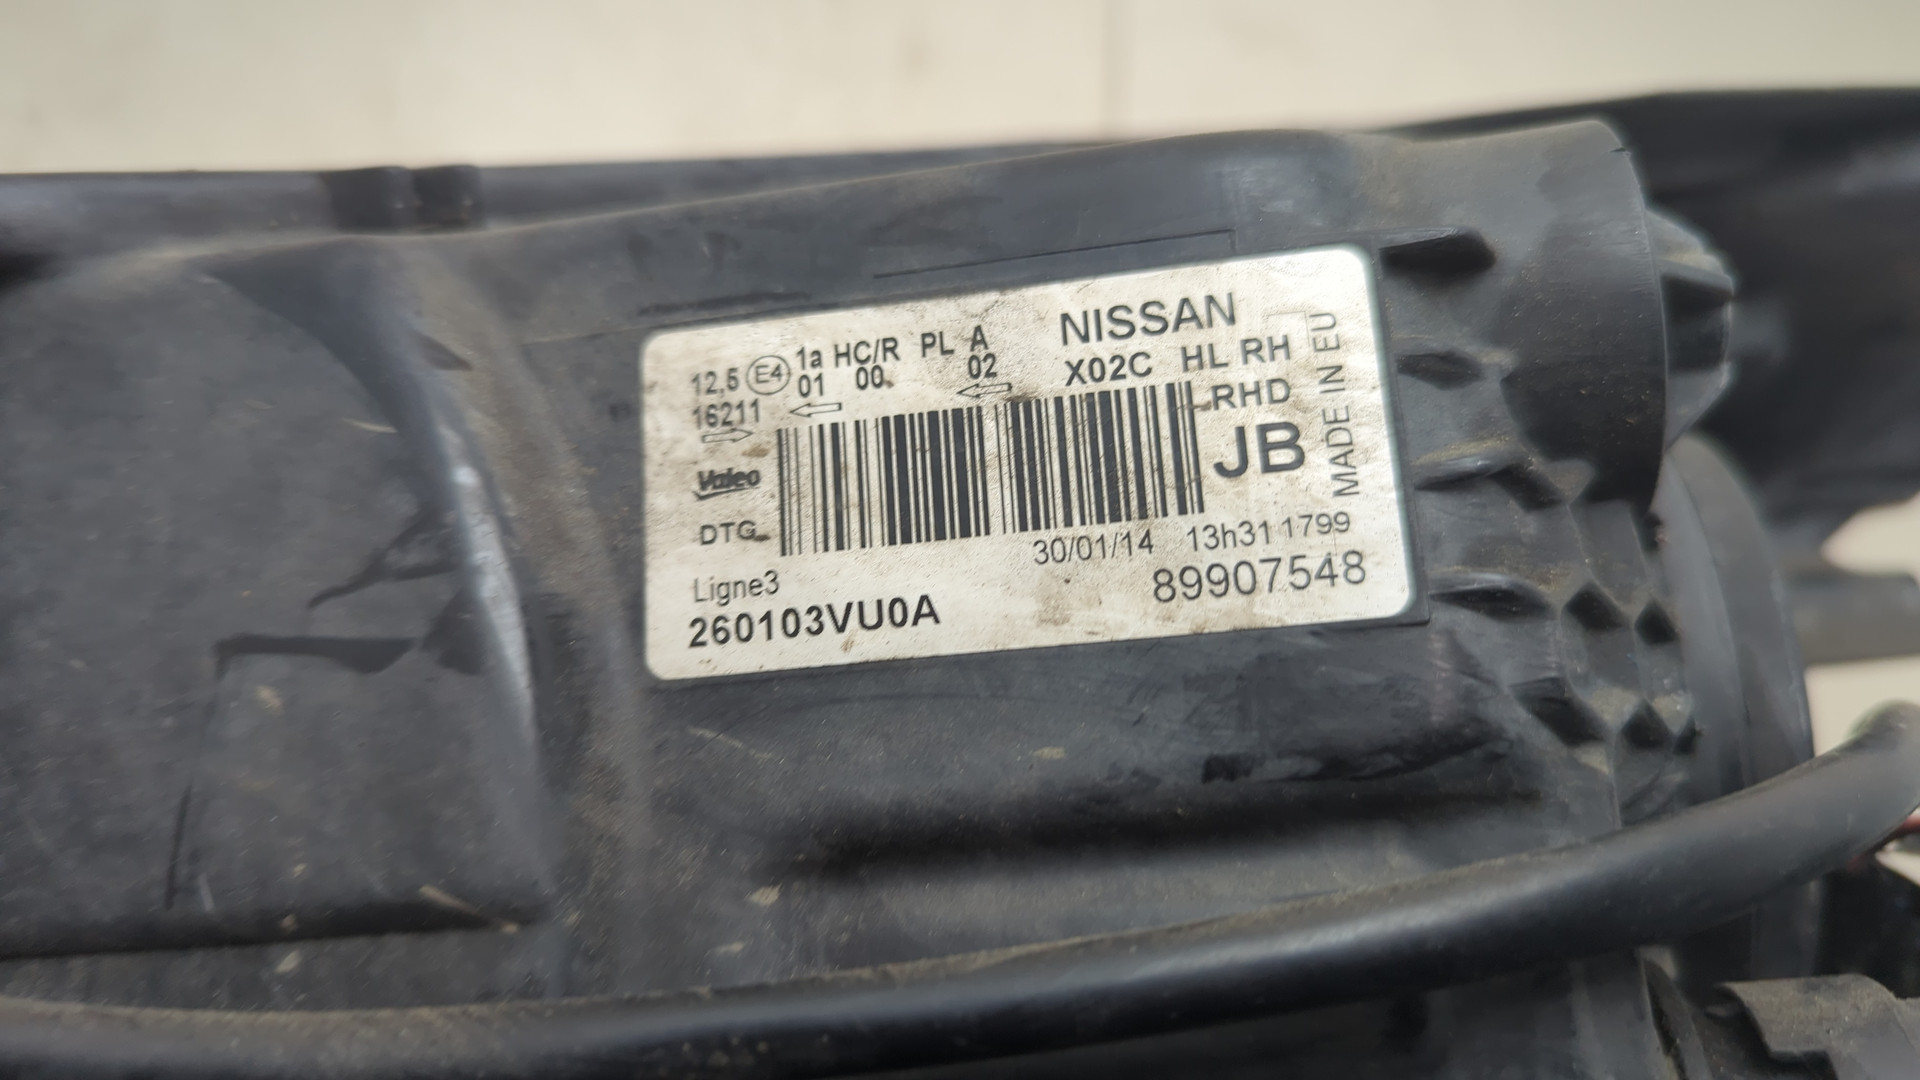 NISSAN
12,5 E4 1a HC/R PL A
01 00 02
X02C HL RH
16211
RHD
JB
MADE IN EU
Valeo
DTG
30/01/14 13h31 1799
Ligne3
89907548
260103VU0A